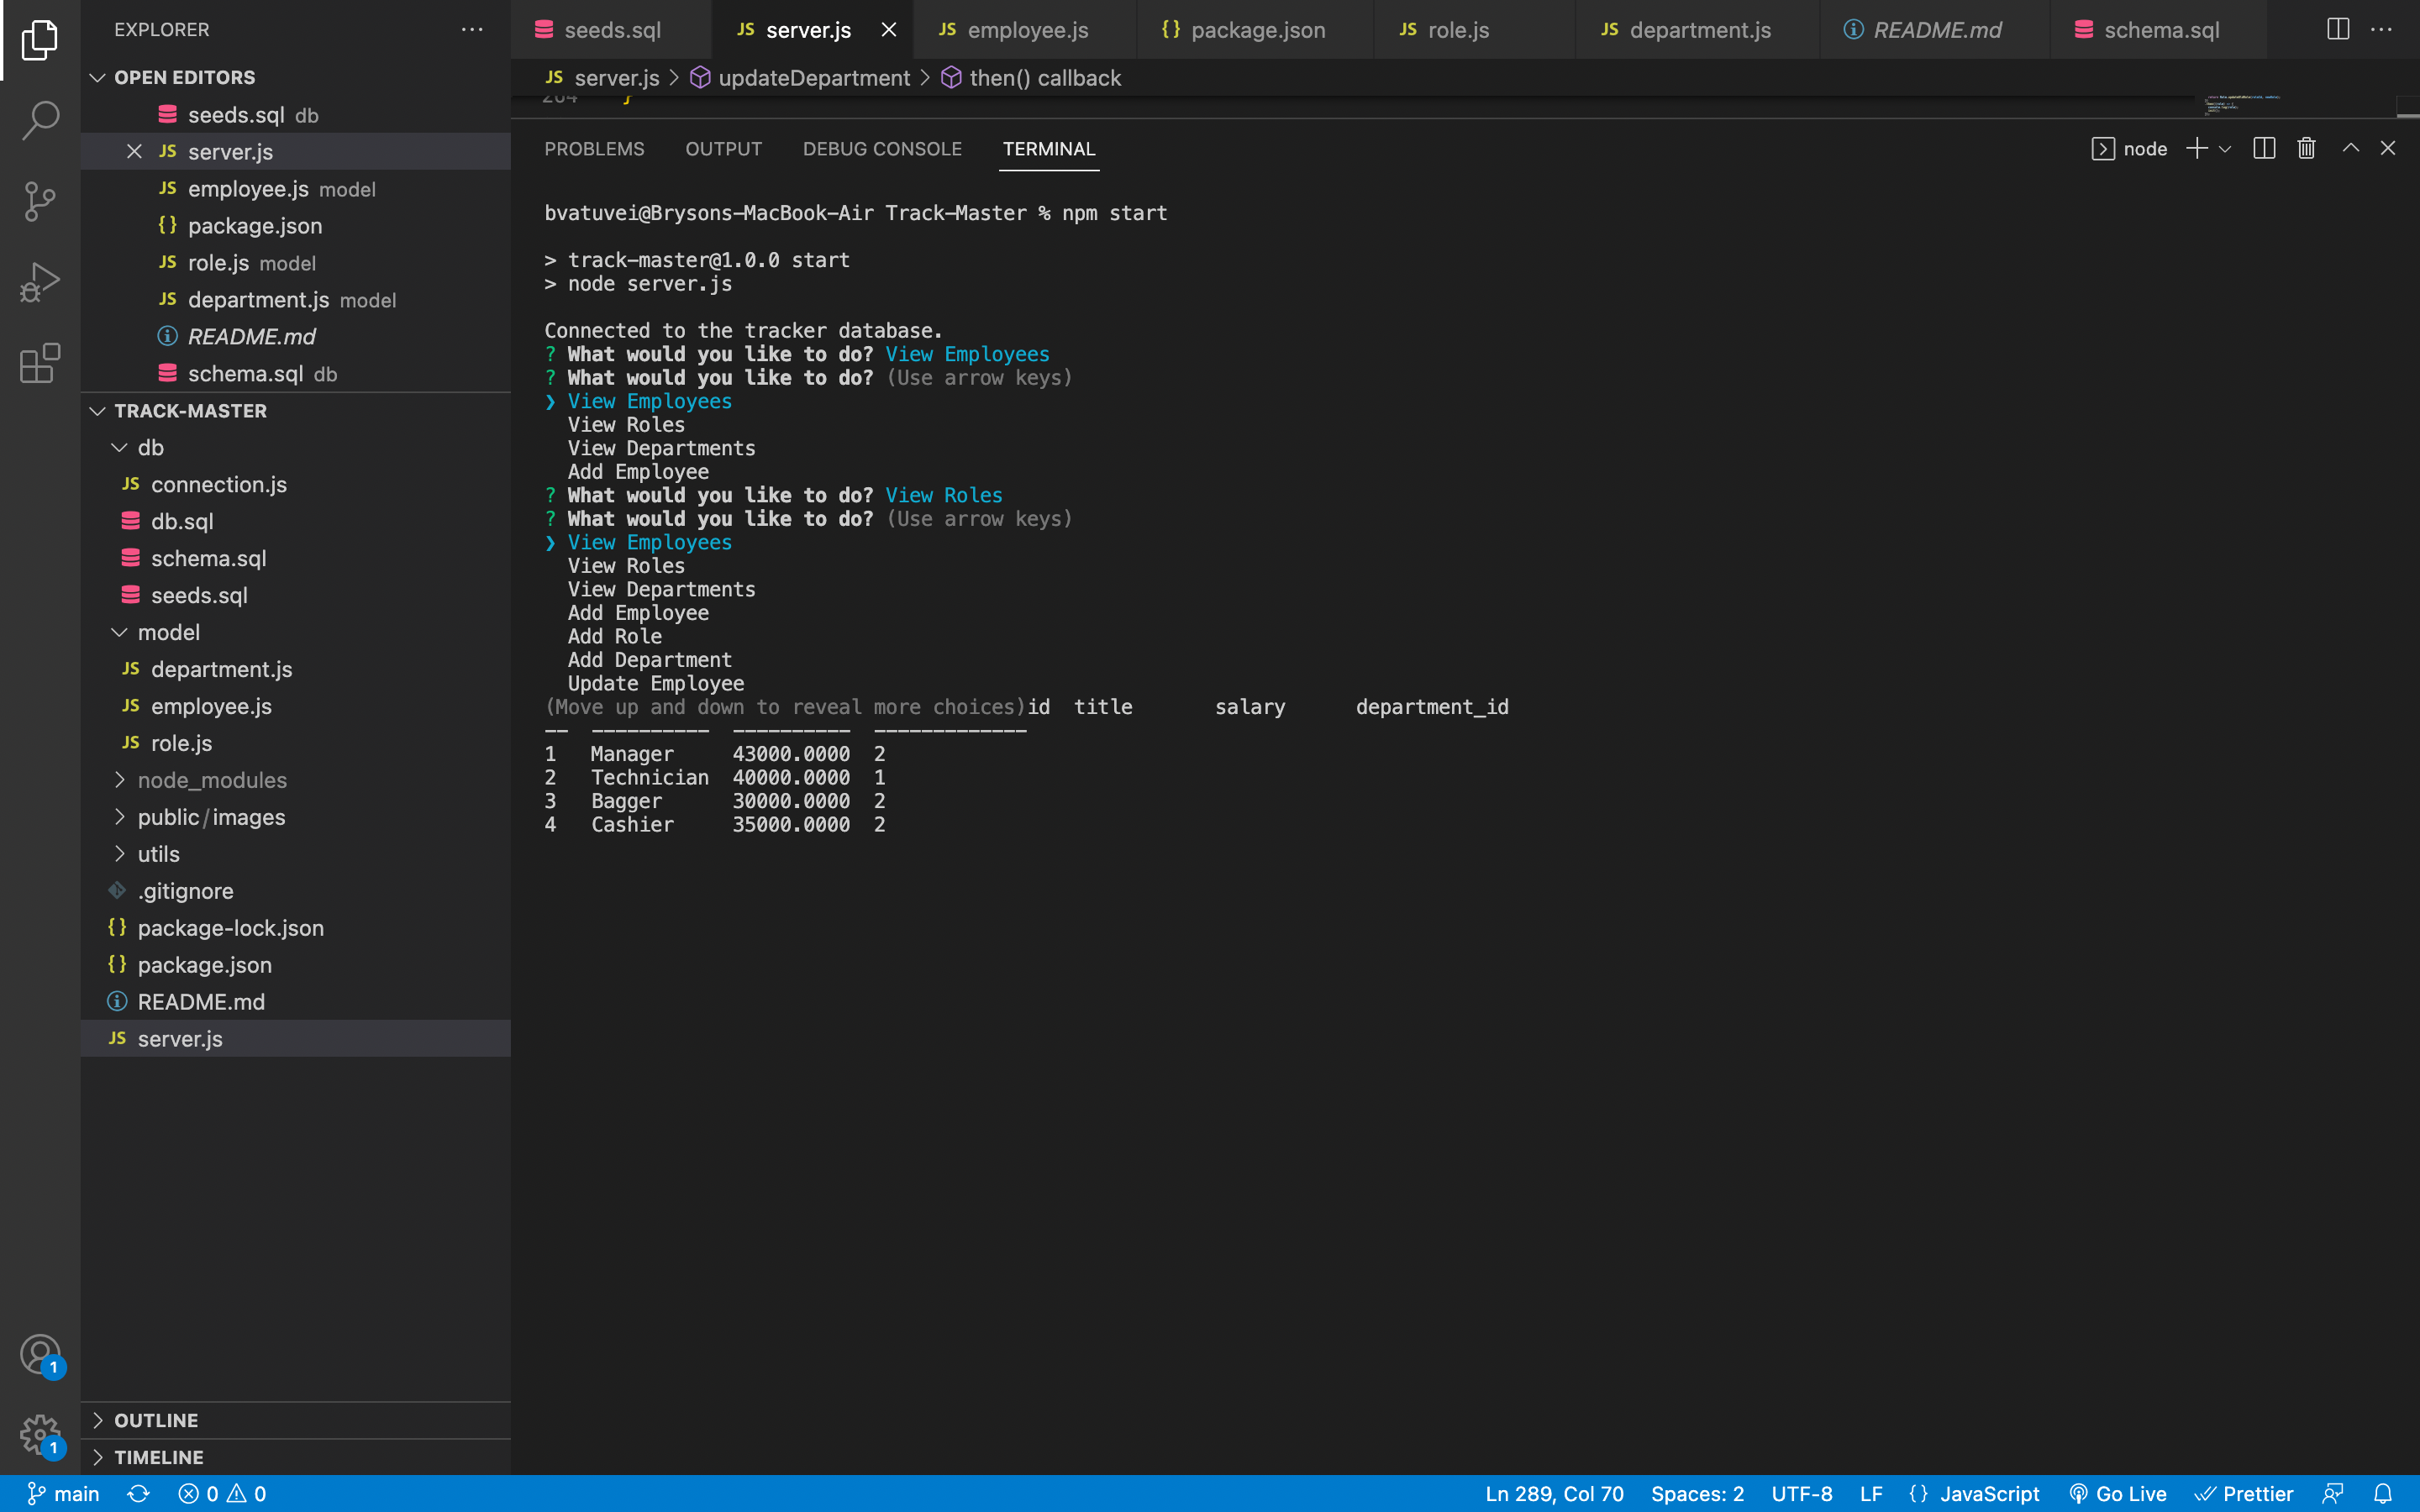 EXPLORER
OPEN EDITORS
seeds.sql db
server.js
employee.js model
package.json
role.js model
department.js model
README.md
schema.sql db
TRACK-MASTER
db
connection.js
db.sql
schema.sql
seeds.sql
model
department.js
employee.js
role.js
node_modules
public/images
utils
.gitignore
package-lock.json
package.json
README.md
server.js
1
1
OUTLINE
TIMELINE
seeds.sql server.js employee.js package.json role.js department.js README.md schema.sql
server.js > updateDepartment > then() callback
PROBLEMS OUTPUT DEBUG CONSOLE TERMINAL node
bvatuvei@Brysons-MacBook-Air Track-Master % npm start
> track-master@1.0.0 start
> node server.js
Connected to the tracker database.
? What would you like to do? View Employees
? What would you like to do? (Use arrow keys)
❯ View Employees
View Roles
View Departments
Add Employee
? What would you like to do? View Roles
? What would you like to do? (Use arrow keys)
❯ View Employees
View Roles
View Departments
Add Employee
Add Role
Add Department
Update Employee
(Move up and down to reveal more choices)id title salary department_id
-- ---------- ---------- -------------
1 Manager 43000.0000 2
2 Technician 40000.0000 1
3 Bagger 30000.0000 2
4 Cashier 35000.0000 2
main 0 0 Ln 289, Col 70 Spaces: 2 UTF-8 LF {} JavaScript Go Live Prettier